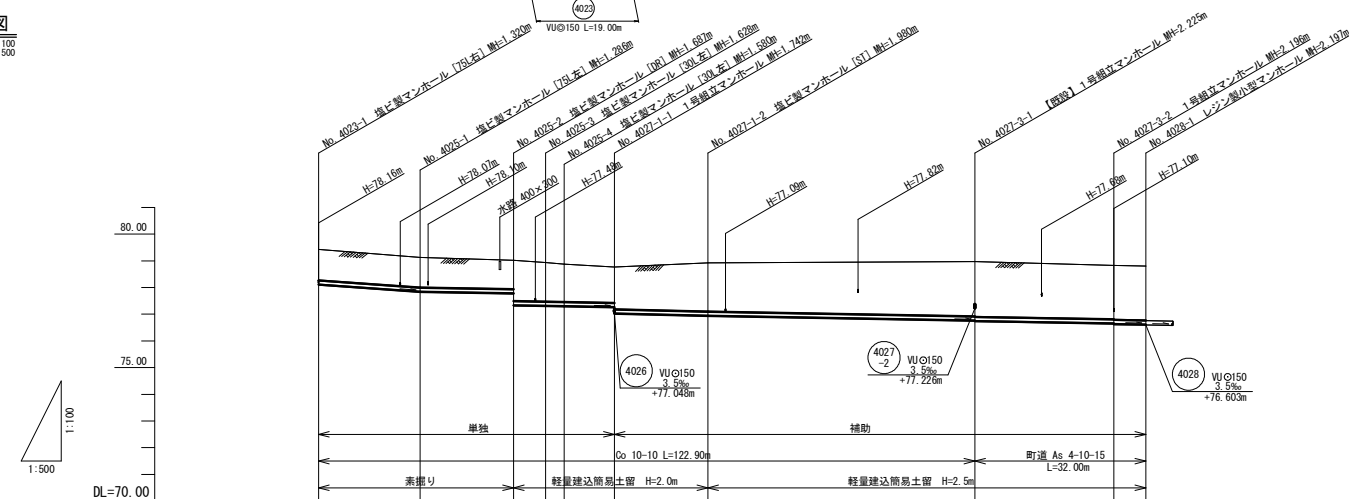 図
100
500
4023
VU◎150 L=19.00m
No. 4023-1 塩ビ製マンホール [75L右] MH=1.320m
No. 4025-1 塩ビ製マンホール [75L左] MH=1.286m
No. 4025-2 塩ビ製マンホール [DR] MH=1.687m
No. 4025-3 塩ビ製マンホール [30L左] MH=1.628m
No. 4025-4 塩ビ製マンホール [30L左] MH=1.580m
No. 4027-1-1 1号組立マンホール MH=1.742m
No. 4027-1-2 塩ビ製マンホール [ST] MH=1.980m
No. 4027-3-1 【既設】1号組立マンホール MH=2.225m
No. 4027-3-2 1号組立マンホール MH=2.196m
No. 4028-1 レジン製小型マンホール MH=2.197m
H=78.16m
H=78.07m
H=78.10m
水路 400×300
H=77.48m
H=77.09m
H=77.82m
H=77.68m
H=77.10m
80.00
75.00
4026
VU⊙150
3.5‰
+77.048m
4027
-2
VU⊙150
3.5‰
+77.226m
4028
VU⊙150
3.5‰
+76.603m
1:100
1:500
単独
補助
Co 10-10 L=122.90m
町道 As 4-10-15
L=32.00m
素掘り
軽量建込簡易土留 H=2.0m
軽量建込簡易土留 H=2.5m
DL=70.00